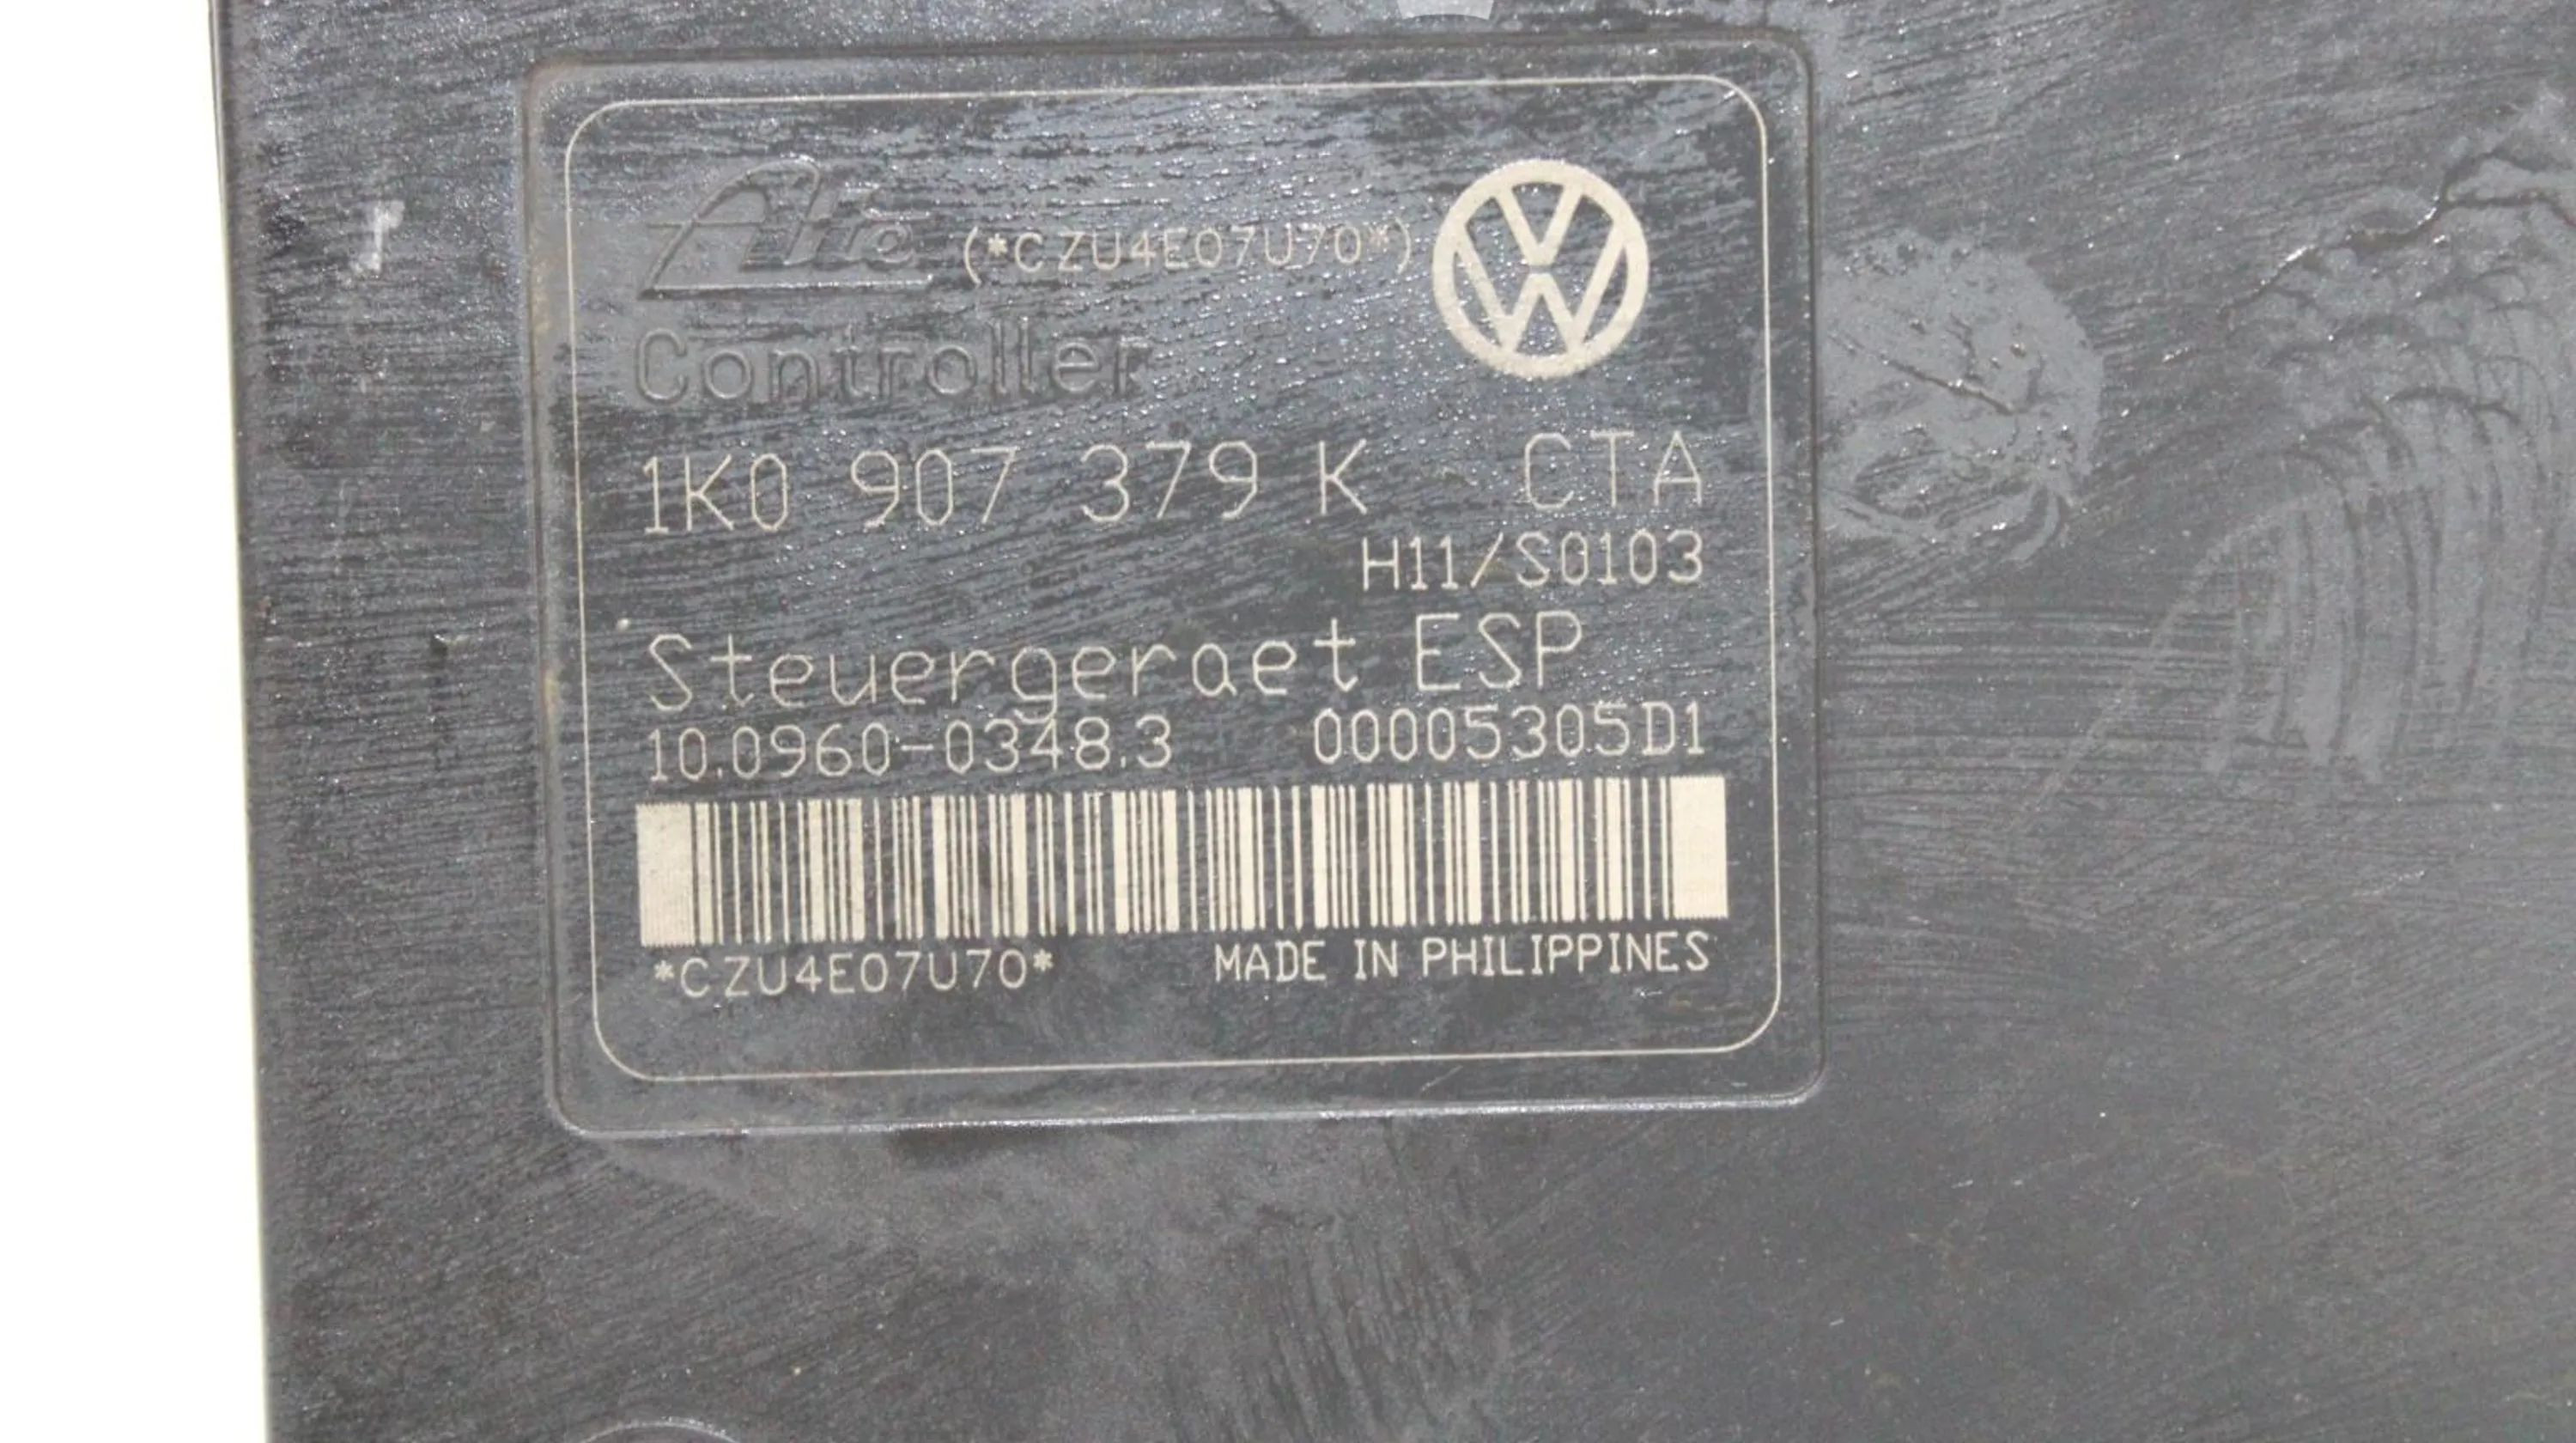 Ate (*CZU4E07U70*)
Controller
1K0 907 379 K CTA
H11/S0103
Steuergeraet ESP
10.0960-0348.3 00005305D1
*CZU4E07U70* MADE IN PHILIPPINES